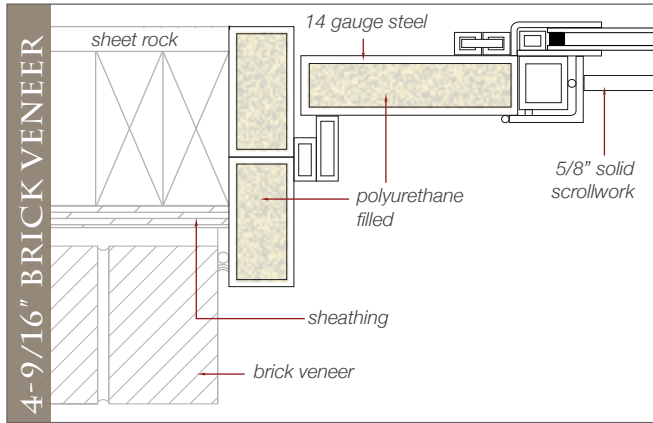 4-9/16" BRICK VENEER
sheet rock
14 gauge steel
5/8” solid
scrollwork
polyurethane
filled
sheathing
brick veneer